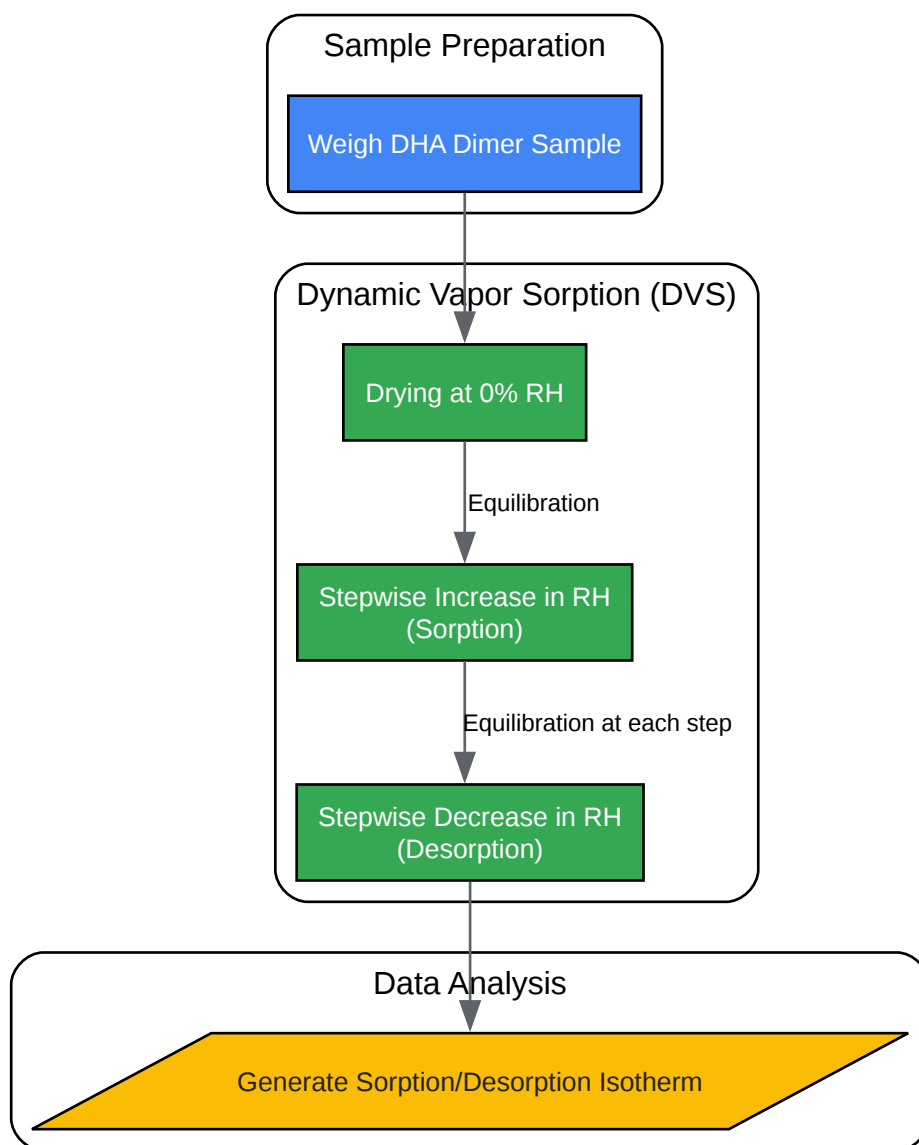 Sample Preparation
Weigh DHA Dimer Sample
Dynamic Vapor Sorption (DVS)
Drying at 0% RH
Equilibration
Stepwise Increase in RH
(Sorption)
Equilibration at each step
Stepwise Decrease in RH
(Desorption)
Data Analysis
Generate Sorption/Desorption Isotherm